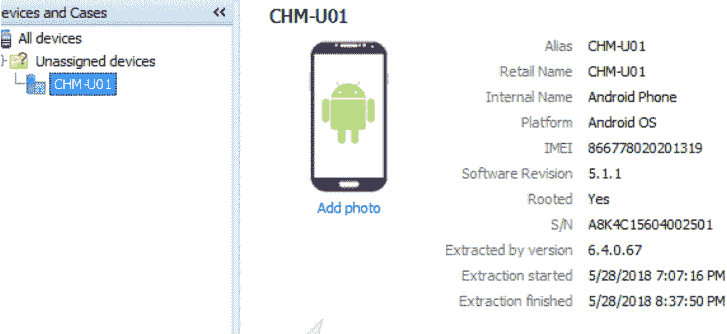 evices and Cases «
All devices
Unassigned devices
CHM-U01
CHM-U01
Add photo
Alias CHM-U01
Retail Name CHM-U01
Internal Name Android Phone
Platform Android OS
IMEI 866778020201319
Software Revision 5.1.1
Rooted Yes
S/N A8K4C15604002501
Extracted by version 6.4.0.67
Extraction started 5/28/2018 7:07:16 PM
Extraction finished 5/28/2018 8:37:50 PM